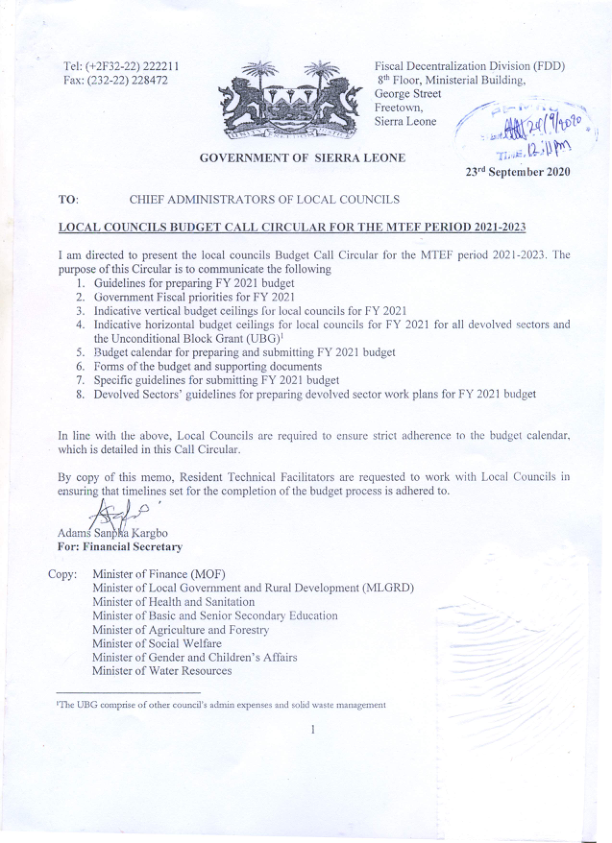 Tel: (+2F32-22) 222211
Fax: (232-22) 228472
Fiscal Decentralization Division (FDD)
8th Floor, Ministerial Building,
George Street
Freetown,
Sierra Leone
24/9/2020
Time: 12:11pm
GOVERNMENT OF SIERRA LEONE
23rd September 2020
TO: CHIEF ADMINISTRATORS OF LOCAL COUNCILS
LOCAL COUNCILS BUDGET CALL CIRCULAR FOR THE MTEF PERIOD 2021-2023
I am directed to present the local councils Budget Call Circular for the MTEF period 2021-2023. The
purpose of this Circular is to communicate the following
1. Guidelines for preparing FY 2021 budget
2. Government Fiscal priorities for FY 2021
3. Indicative vertical budget ceilings for local councils for FY 2021
4. Indicative horizontal budget ceilings for local councils for FY 2021 for all devolved sectors and
the Unconditional Block Grant (UBG)1
5. Budget calendar for preparing and submitting FY 2021 budget
6. Forms of the budget and supporting documents
7. Specific guidelines for submitting FY 2021 budget
8. Devolved Sectors' guidelines for preparing devolved sector work plans for FY 2021 budget
In line with the above, Local Councils are required to ensure strict adherence to the budget calendar,
which is detailed in this Call Circular.
By copy of this memo, Resident Technical Facilitators are requested to work with Local Councils in
ensuring that timelines set for the completion of the budget process is adhered to.
Adams Sanpha Kargbo
For: Financial Secretary
Copy: Minister of Finance (MOF)
Minister of Local Government and Rural Development (MLGRD)
Minister of Health and Sanitation
Minister of Basic and Senior Secondary Education
Minister of Agriculture and Forestry
Minister of Social Welfare
Minister of Gender and Children's Affairs
Minister of Water Resources
1The UBG comprise of other council's admin expenses and solid waste management
1